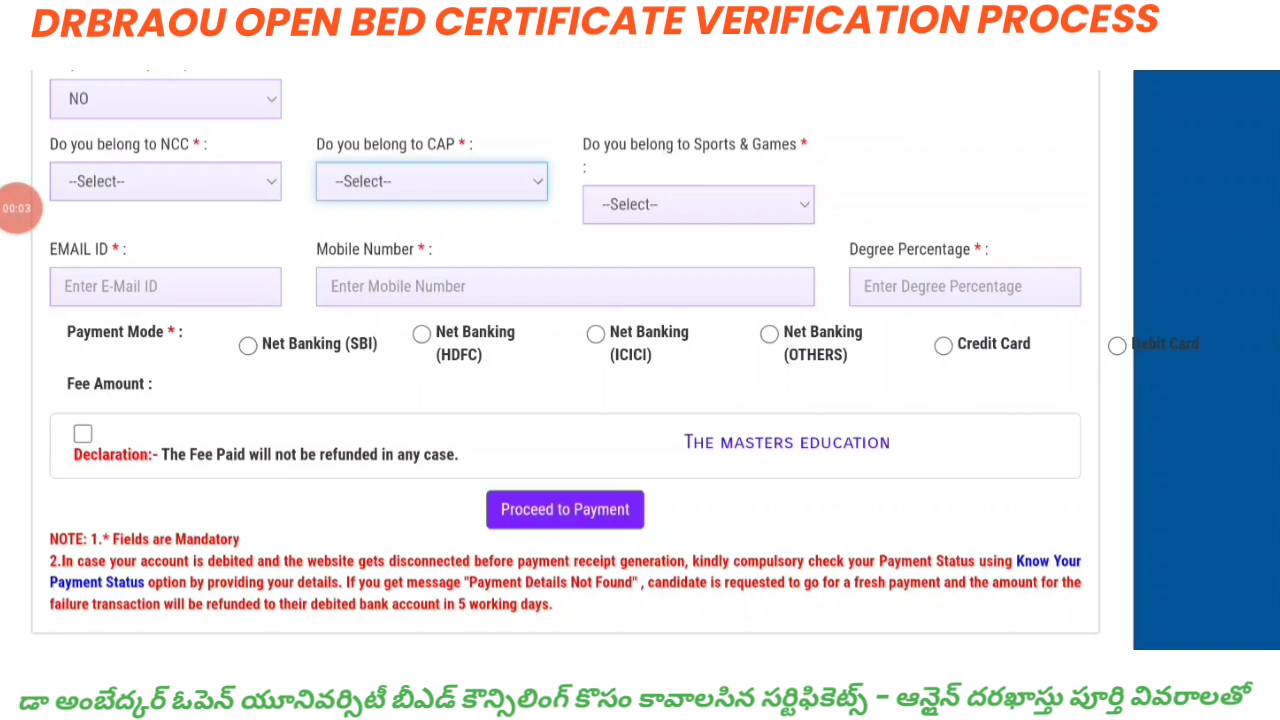 DRBRAOU OPEN BED CERTIFICATE VERIFICATION PROCESS
NO
Do you belong to NCC * :
Do you belong to CAP * :
Do you belong to Sports & Games *
:
--Select--
--Select--
--Select--
00:03
EMAIL ID * :
Mobile Number * :
Degree Percentage * :
Enter E-Mail ID
Enter Mobile Number
Enter Degree Percentage
Payment Mode * :
Net Banking (SBI)
Net Banking
(HDFC)
Net Banking
(ICICI)
Net Banking
(OTHERS)
Credit Card
Debit Card
Fee Amount :
Declaration:- The Fee Paid will not be refunded in any case.
THE MASTERS EDUCATION
Proceed to Payment
NOTE: 1.* Fields are Mandatory
2.In case your account is debited and the website gets disconnected before payment receipt generation, kindly compulsory check your Payment Status using Know Your
Payment Status option by providing your details. If you get message "Payment Details Not Found" , candidate is requested to go for a fresh payment and the amount for the
failure transaction will be refunded to their debited bank account in 5 working days.
డా అంబేద్కర్ ఓపెన్ యూనివర్సిటీ బీఎడ్ కౌన్సిలింగ్ కొసం కావాలసిన సర్టిఫికెట్స్ - ఆన్లైన్ దరఖాస్తు పూర్తి వివరాలతో